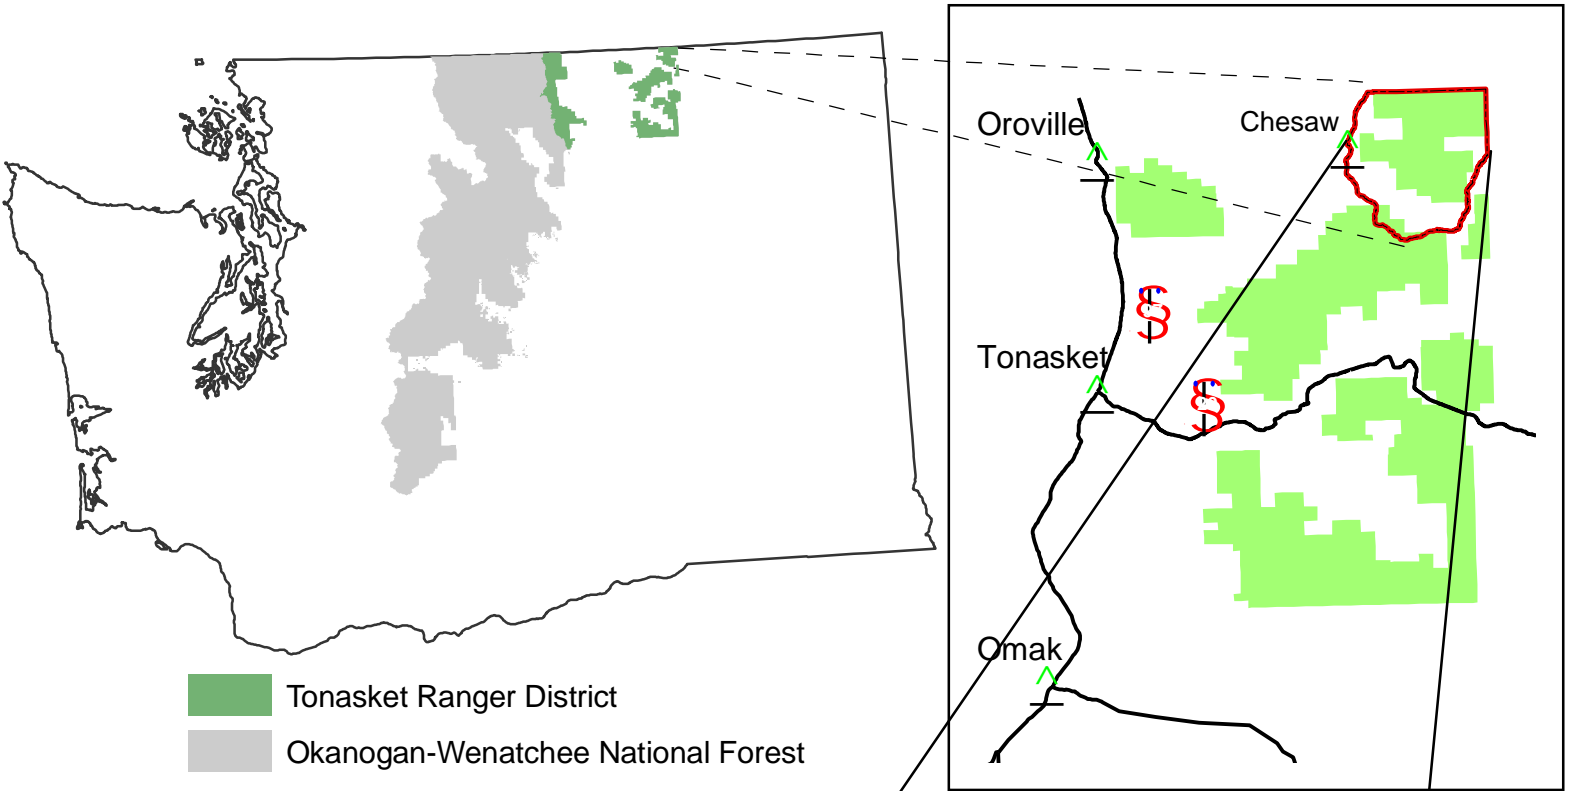 Oroville
Chesaw
Tonasket
Omak
Tonasket Ranger District
Okanogan-Wenatchee National Forest